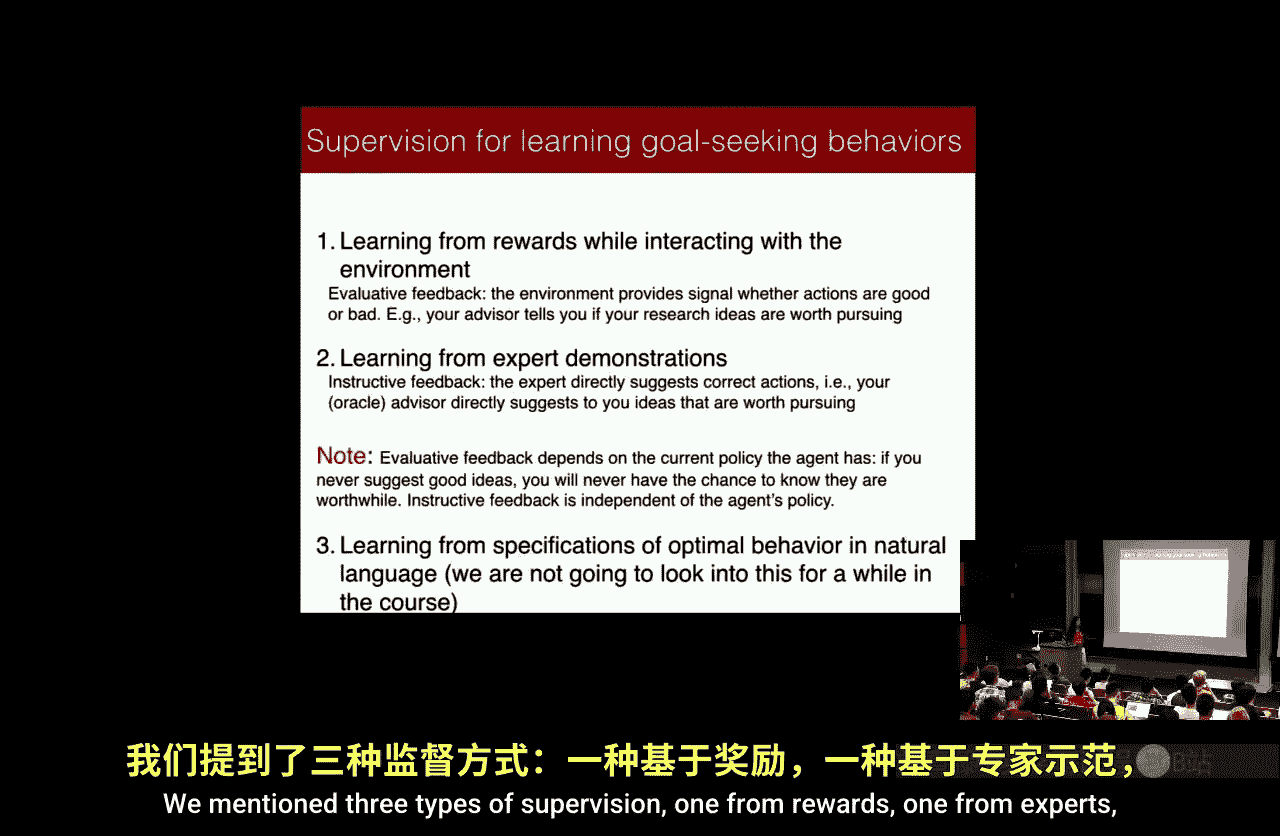 Supervision for learning goal-seeking behaviors
1. Learning from rewards while interacting with the
environment
Evaluative feedback: the environment provides signal whether actions are good
or bad. E.g., your advisor tells you if your research ideas are worth pursuing
2. Learning from expert demonstrations
Instructive feedback: the expert directly suggests correct actions, i.e., your
(oracle) advisor directly suggests to you ideas that are worth pursuing
Note: Evaluative feedback depends on the current policy the agent has: if you
never suggest good ideas, you will never have the chance to know they are
worthwhile. Instructive feedback is independent of the agent's policy.
3. Learning from specifications of optimal behavior in natural
language (we are not going to look into this for a while in
the course)
我们提到了三种监督方式：一种基于奖励，一种基于专家示范，
We mentioned three types of supervision, one from rewards, one from experts,